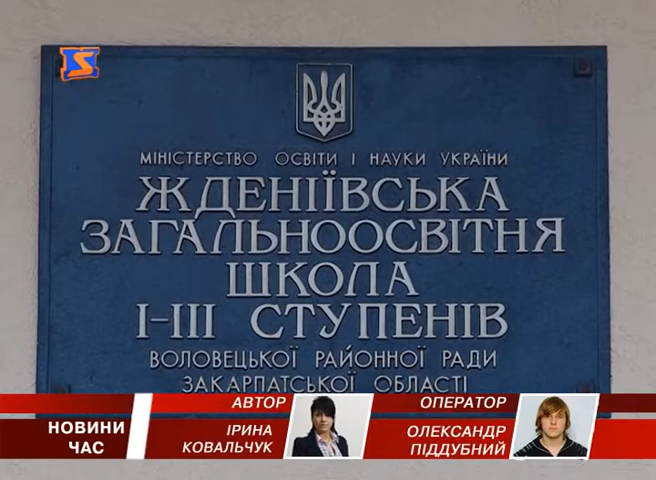 S
МІНІСТЕРСТВО ОСВІТИ І НАУКИ УКРАЇНИ
ЖДЕНІЇВСЬКА
ЗАГАЛЬНООСВІТНЯ
ШКОЛА
І-ІІІ СТУПЕНІВ
ВОЛОВЕЦЬКОЇ РАЙОННОЇ РАДИ
ЗАКАРПАТСЬКОЇ ОБЛАСТІ
НОВИНИ
ЧАС
АВТОР
ІРИНА
КОВАЛЬЧУК
ОПЕРАТОР
ОЛЕКСАНДР
ПІДДУБНИЙ